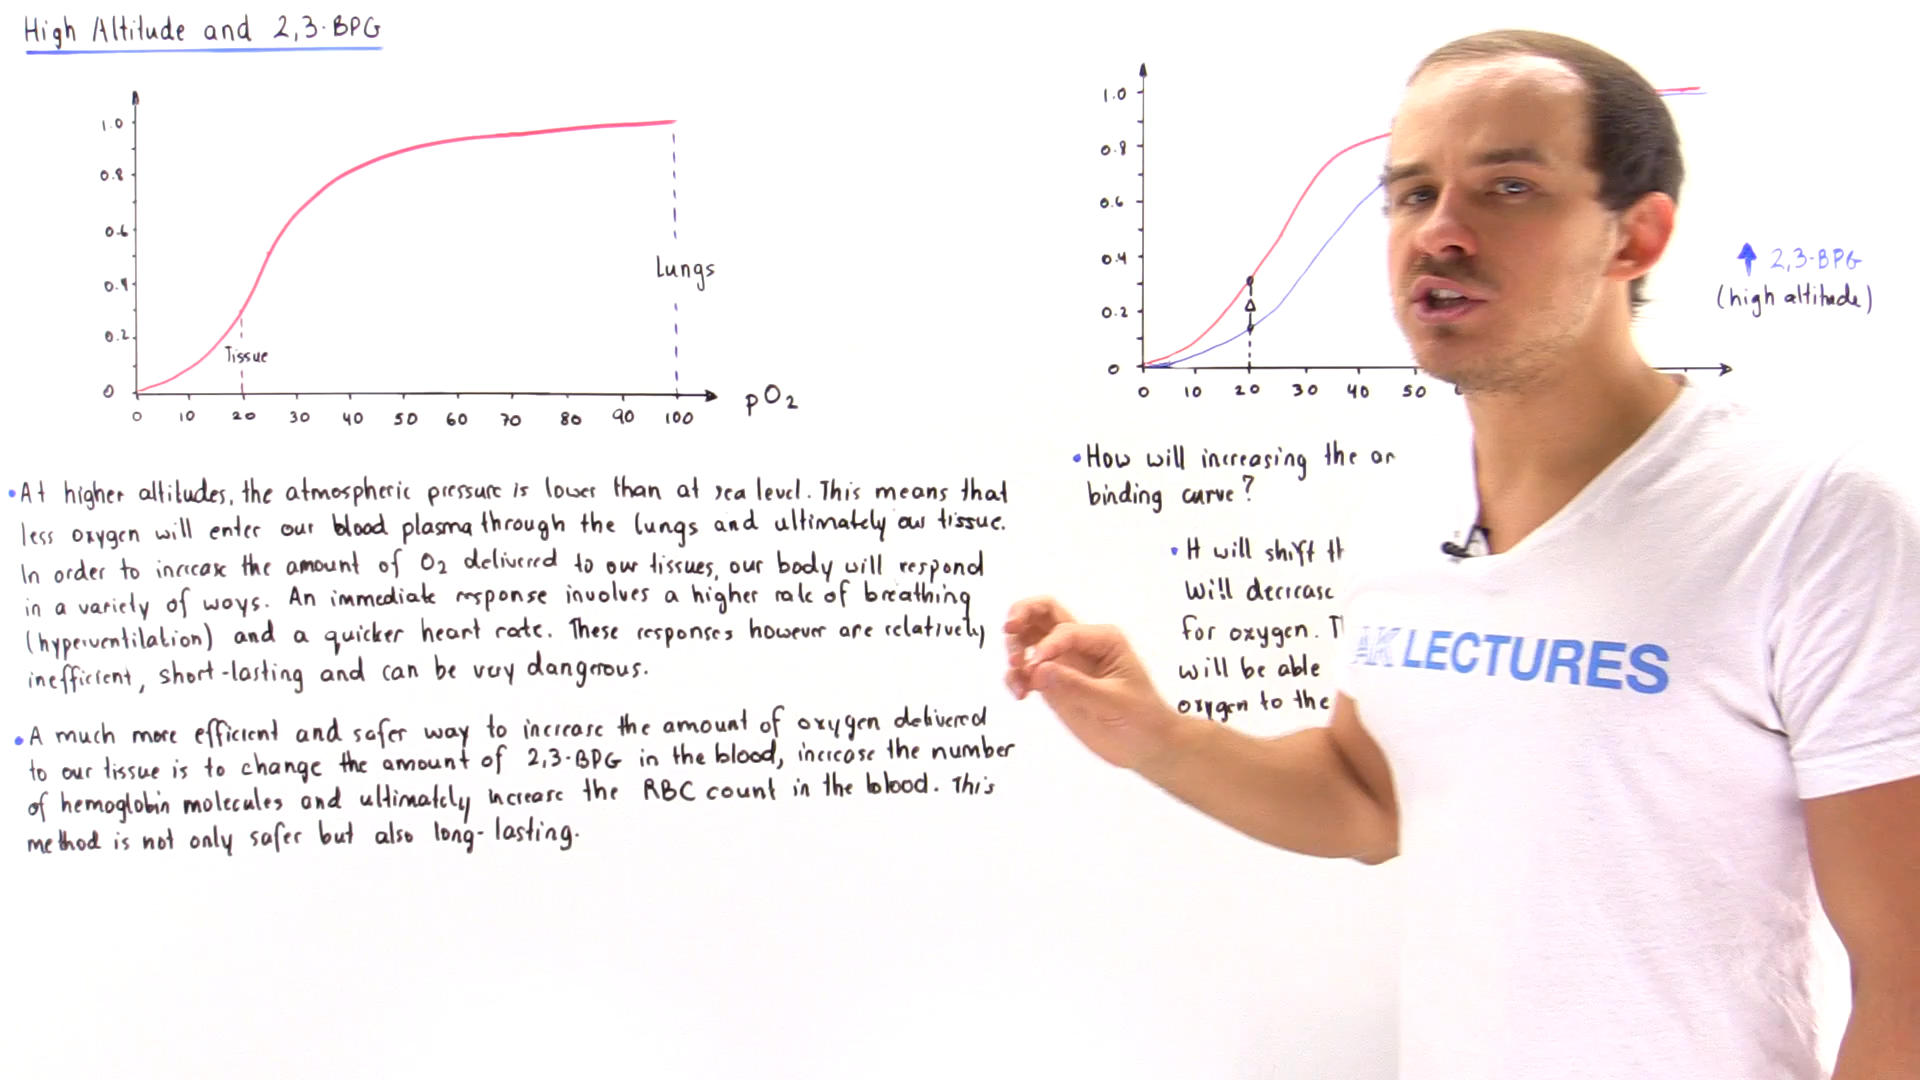 High Altitude and 2,3-BPG
1.0
0.8
0.6
0.4
0.2
0
Tissue
Lungs
0 10 20 30 40 50 60 70 80 90 100
pO2
• At higher altitudes, the atmospheric pressure is lower than at sea level. This means that
less oxygen will enter our blood plasma through the lungs and ultimately our tissue.
In order to increase the amount of O2 delivered to our tissues, our body will respond
in a variety of ways. An immediate response involves a higher rate of breathing
(hyperventilation) and a quicker heart rate. These responses however are relatively
inefficient, short-lasting and can be very dangerous.
• A much more efficient and safer way to increase the amount of oxygen delivered
to our tissue is to change the amount of 2,3-BPG in the blood, increase the number
of hemoglobin molecules and ultimately increase the RBC count in the blood. This
method is not only safer but also long-lasting.
1.0
0.8
0.6
0.4
0.2
0
Δ
0 10 20 30 40 50
2,3-BPG
(high altitude)
• How will increasing the
binding curve?
• It will shift
will decrease
for oxygen.
will be able
oxygen to the
AK LECTURES